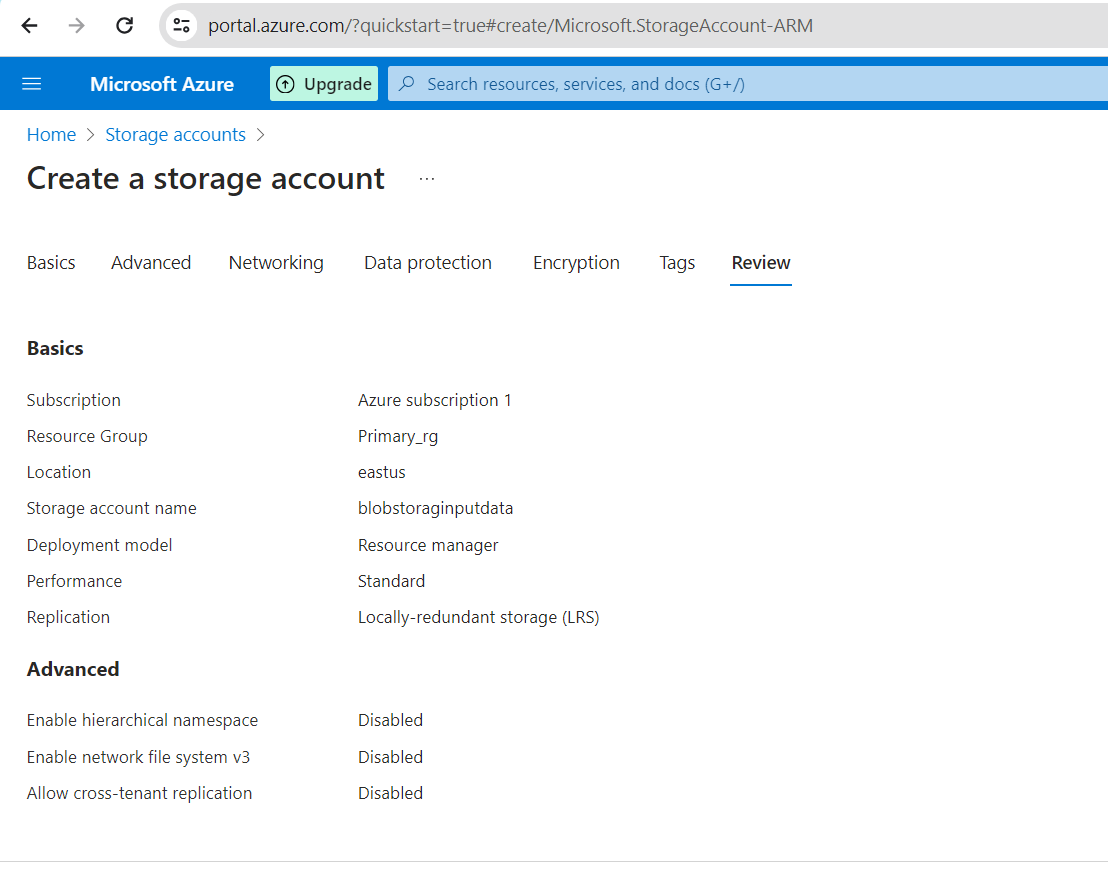 portal.azure.com/?quickstart=true#create/Microsoft.StorageAccount-ARM
Microsoft Azure Upgrade Search resources, services, and docs (G+/)
Home > Storage accounts >
Create a storage account ...
Basics Advanced Networking Data protection Encryption Tags Review
Basics
Subscription Azure subscription 1
Resource Group Primary_rg
Location eastus
Storage account name blobstoraginputdata
Deployment model Resource manager
Performance Standard
Replication Locally-redundant storage (LRS)
Advanced
Enable hierarchical namespace Disabled
Enable network file system v3 Disabled
Allow cross-tenant replication Disabled